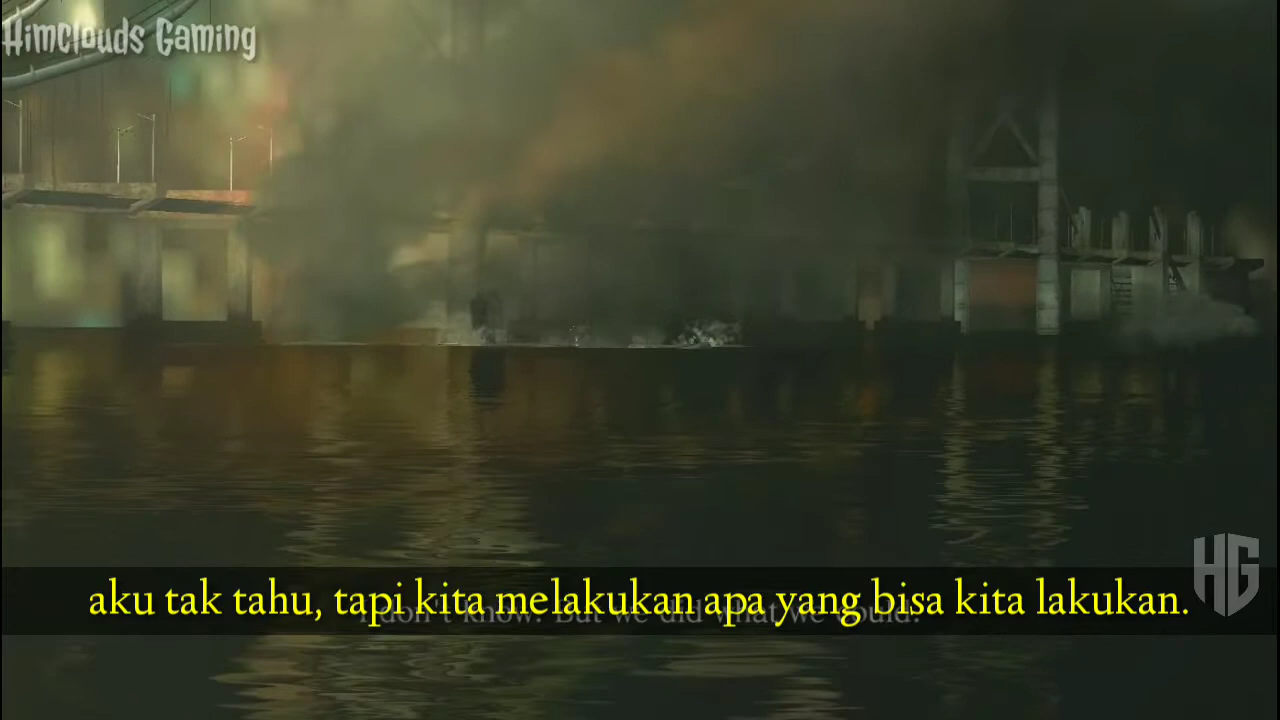 Himclouds Gaming
HG
aku tak tahu, tapi kita melakukan apa yang bisa kita lakukan.
I don't know. But we did what we could.